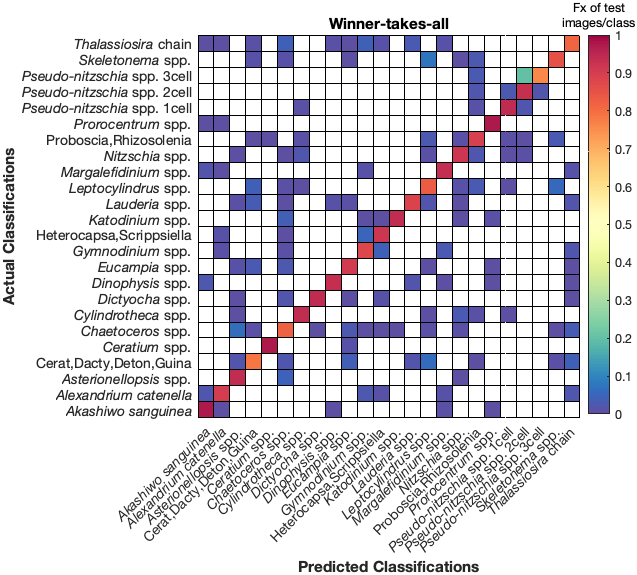 Winner-takes-all
Fx of test
images/class
Actual Classifications
Thalassiosira chain
Skeletonema spp.
Pseudo-nitzschia spp. 3cell
Pseudo-nitzschia spp. 2cell
Pseudo-nitzschia spp. 1cell
Prorocentrum spp.
Proboscia,Rhizosolenia
Nitzschia spp.
Margalefidinium spp.
Leptocylindrus spp.
Lauderia spp.
Katodinium spp.
Heterocapsa,Scrippsiella
Gymnodinium spp.
Eucampia spp.
Dinophysis spp.
Dictyocha spp.
Cylindrotheca spp.
Chaetoceros spp.
Ceratium spp.
Cerat,Dacty,Deton,Guina
Asterionellopsis spp.
Alexandrium catenella
Akashiwo sanguinea
1
0.9
0.8
0.7
0.6
0.5
0.4
0.3
0.2
0.1
0
Akashiwo sanguinea
Alexandrium catenella
Asterionellopsis spp.
Cerat,Dacty,Deton,Guina
Ceratium spp.
Chaetoceros spp.
Cylindrotheca spp.
Dictyocha spp.
Dinophysis spp.
Eucampia spp.
Gymnodinium spp.
Heterocapsa,Scrippsiella
Katodinium spp.
Lauderia spp.
Leptocylindrus spp.
Margalefidinium spp.
Nitzschia spp.
Proboscia,Rhizosolenia
Prorocentrum spp.
Pseudo-nitzschia spp. 1cell
Pseudo-nitzschia spp. 2cell
Pseudo-nitzschia spp. 3cell
Skeletonema spp.
Thalassiosira chain
Predicted Classifications